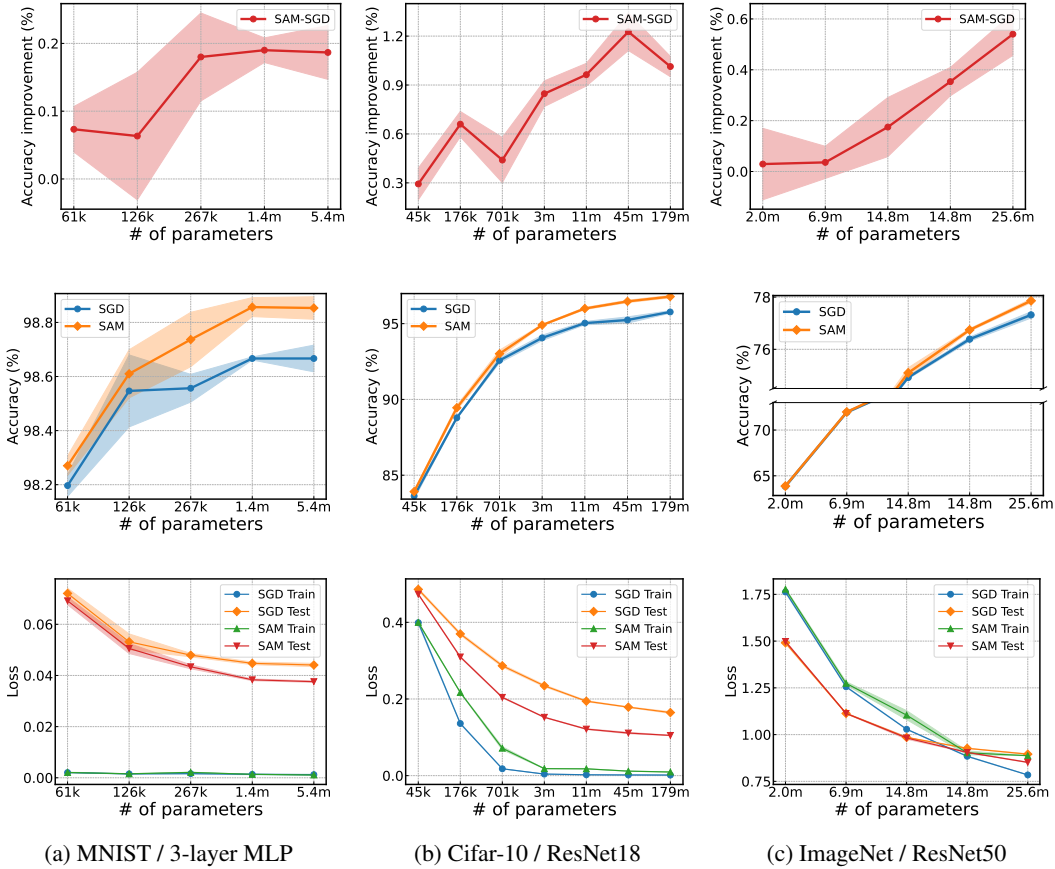 Accuracy improvement (%)
0.2
0.1
0.0
SAM-SGD
61k 126k 267k 1.4m 5.4m
# of parameters
Accuracy improvement (%)
1.2
0.9
0.6
0.3
SAM-SGD
45k 176k 701k 3m 11m 45m 179m
# of parameters
Accuracy improvement (%)
0.6
0.4
0.2
0.0
SAM-SGD
2.0m 6.9m 14.8m 14.8m 25.6m
# of parameters
Accuracy (%)
98.8
98.6
98.4
98.2
SGD
SAM
61k 126k 267k 1.4m 5.4m
# of parameters
Accuracy (%)
95
90
85
SGD
SAM
45k 176k 701k 3m 11m 45m 179m
# of parameters
Accuracy (%)
78
76
70
65
SGD
SAM
2.0m 6.9m 14.8m 14.8m 25.6m
# of parameters
Loss
0.06
0.04
0.02
0.00
SGD Train
SGD Test
SAM Train
SAM Test
61k 126k 267k 1.4m 5.4m
# of parameters
Loss
0.4
0.2
0.0
SGD Train
SGD Test
SAM Train
SAM Test
45k 176k 701k 3m 11m 45m 179m
# of parameters
Loss
1.75
1.50
1.25
1.00
0.75
SGD Train
SGD Test
SAM Train
SAM Test
2.0m 6.9m 14.8m 14.8m 25.6m
# of parameters
(a) MNIST / 3-layer MLP
(b) Cifar-10 / ResNet18
(c) ImageNet / ResNet50